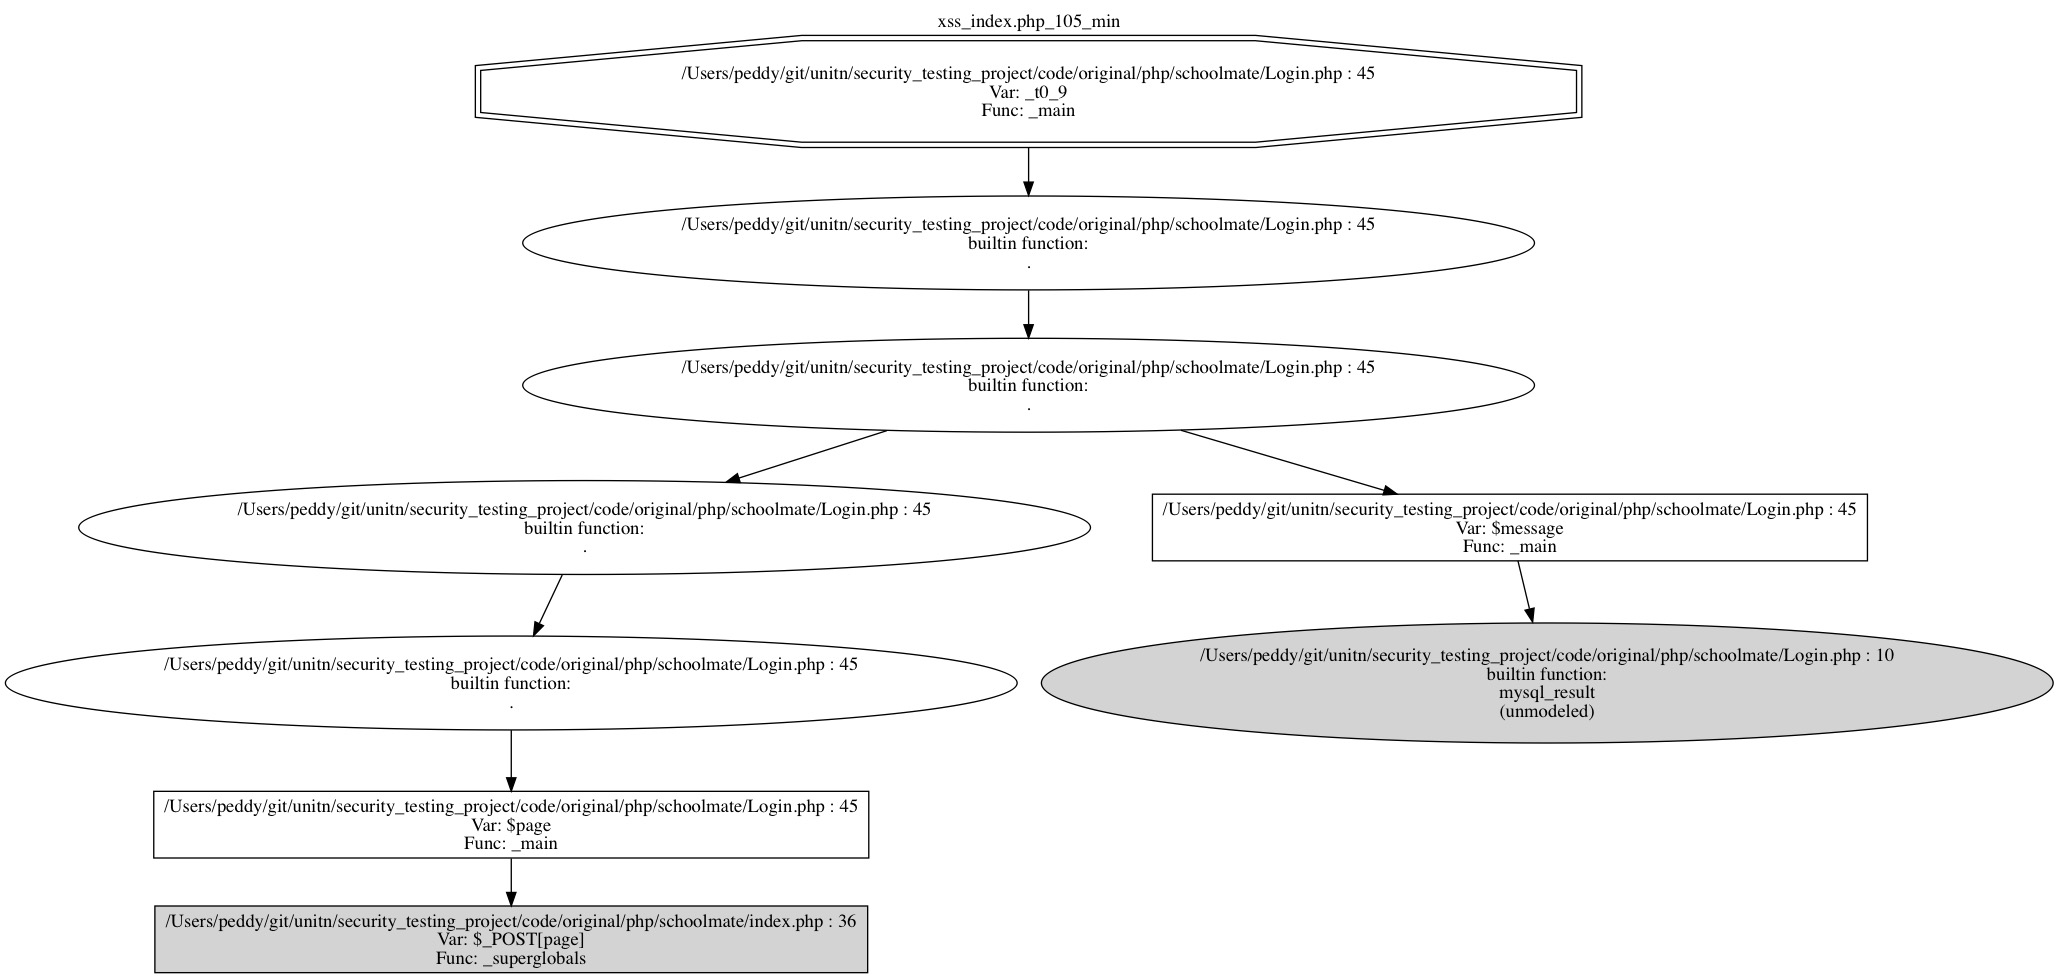 xss_index.php_105_min
/Users/peddy/git/unitn/security_testing_project/code/original/php/schoolmate/Login.php : 45
Var: _t0_9
Func: _main
/Users/peddy/git/unitn/security_testing_project/code/original/php/schoolmate/Login.php : 45
builtin function:
.
/Users/peddy/git/unitn/security_testing_project/code/original/php/schoolmate/Login.php : 45
builtin function:
.
/Users/peddy/git/unitn/security_testing_project/code/original/php/schoolmate/Login.php : 45
builtin function:
.
/Users/peddy/git/unitn/security_testing_project/code/original/php/schoolmate/Login.php : 45
Var: $message
Func: _main
/Users/peddy/git/unitn/security_testing_project/code/original/php/schoolmate/Login.php : 45
builtin function:
.
/Users/peddy/git/unitn/security_testing_project/code/original/php/schoolmate/Login.php : 10
builtin function:
mysql_result
(unmodeled)
/Users/peddy/git/unitn/security_testing_project/code/original/php/schoolmate/Login.php : 45
Var: $page
Func: _main
/Users/peddy/git/unitn/security_testing_project/code/original/php/schoolmate/index.php : 36
Var: $_POST[page]
Func: _superglobals